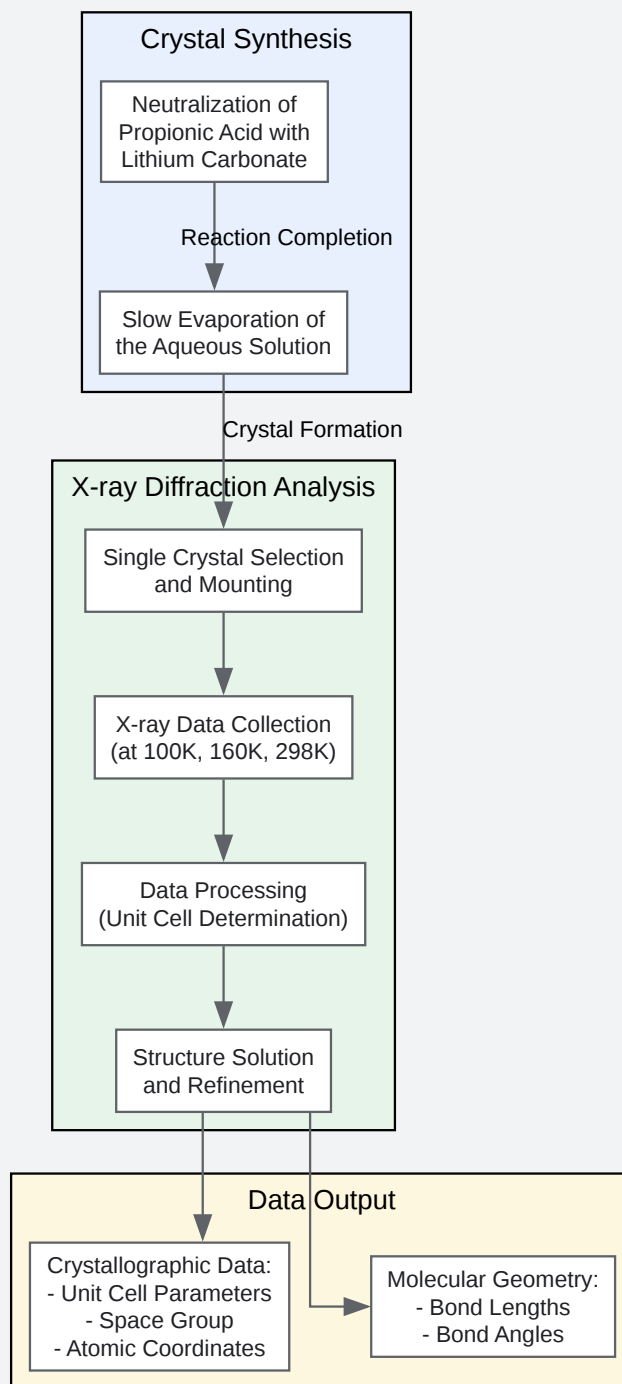 Crystal Synthesis
Neutralization of
Propionic Acid with
Lithium Carbonate
Reaction Completion
Slow Evaporation of
the Aqueous Solution
Crystal Formation
X-ray Diffraction Analysis
Single Crystal Selection
and Mounting
X-ray Data Collection
(at 100K, 160K, 298K)
Data Processing
(Unit Cell Determination)
Structure Solution
and Refinement
Data Output
Crystallographic Data:
- Unit Cell Parameters
- Space Group
- Atomic Coordinates
Molecular Geometry:
- Bond Lengths
- Bond Angles